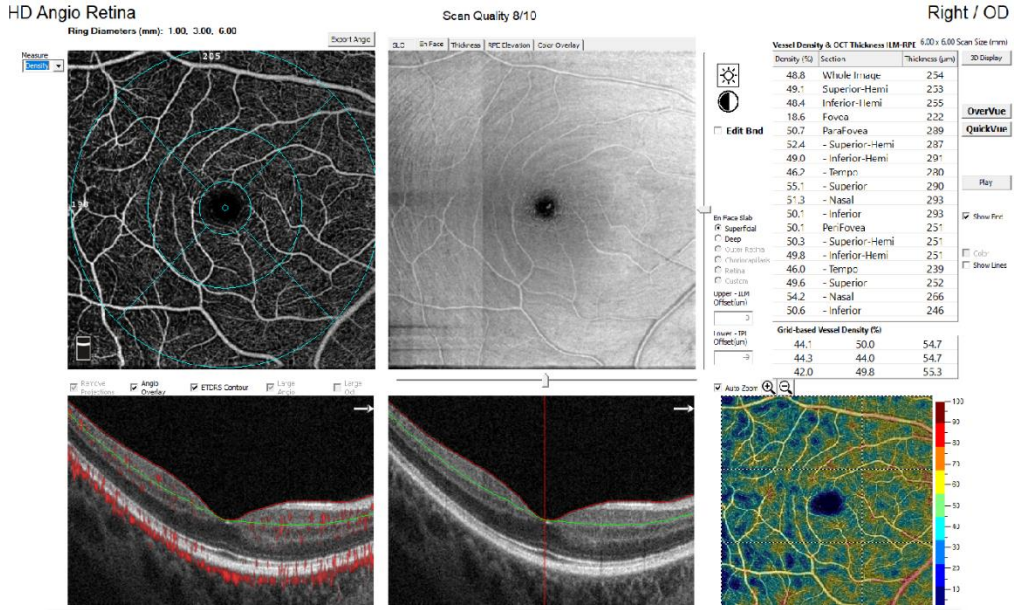 HD Angio Retina
Scan Quality 8/10
Right / OD
Ring Diameters (mm): 1.00, 3.00, 6.00
Export Angio
Measure
Density
205
SLO En Face Thickness RPE Elevation Color Overlay
Edit Bnd
En Face Slab
Superficial
Deep
Outer Retina
Choriocapillaris
Retina
Custom
Upper - ILM
Offset(um)
0
Lower - IPL
Offset(um)
-9
Vessel Density & OCT Thickness ILM-RPE 6.00 x 6.00 Scan Size (mm)
Density (%) Section Thickness (µm)
48.8 Whole Image 254
49.1 Superior-Hemi 253
48.4 Inferior-Hemi 255
18.6 Fovea 222
50.7 ParaFovea 289
52.4 - Superior-Hemi 287
49.0 - Inferior-Hemi 291
46.2 - Tempo 280
55.1 - Superior 290
51.3 - Nasal 293
50.1 - Inferior 293
50.1 PeriFovea 251
50.3 - Superior-Hemi 251
49.8 - Inferior-Hemi 251
46.0 - Tempo 239
49.6 - Superior 252
54.2 - Nasal 266
50.6 - Inferior 246
Grid-based Vessel Density (%)
44.1 50.0 54.7
44.3 44.0 54.7
42.0 49.8 55.3
3D Display
OverVue
QuickVue
Play
Show Bnd
Color
Show Lines
Remove Projections
Angio Overlay
ETDRS Contour
Large Angio
Large Oct
Auto Zoom
100
90
80
70
60
50
40
30
20
10